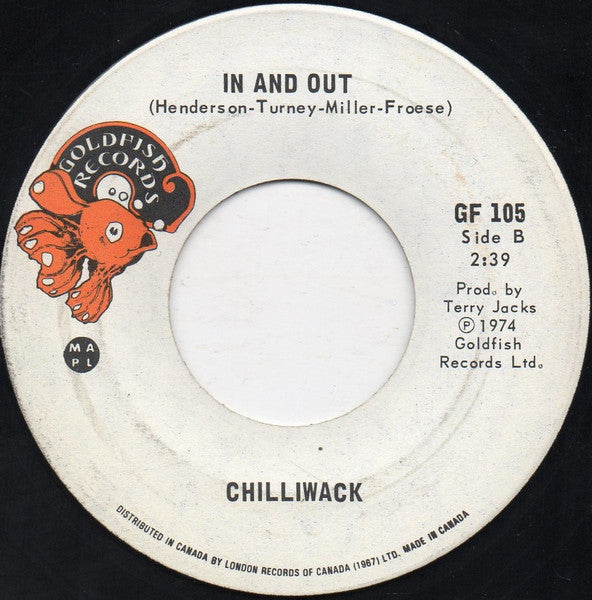 IN AND OUT
(Henderson-Turney-Miller-Froese)
GOLDFISH
RECORDS
GF 105
Side B
2:39
Prod. by
Terry Jacks
Ⓟ 1974
Goldfish
Records Ltd.
M A
P L
CHILLIWACK
DISTRIBUTED IN CANADA BY LONDON RECORDS OF CANADA (1967) LTD. MADE IN CANADA